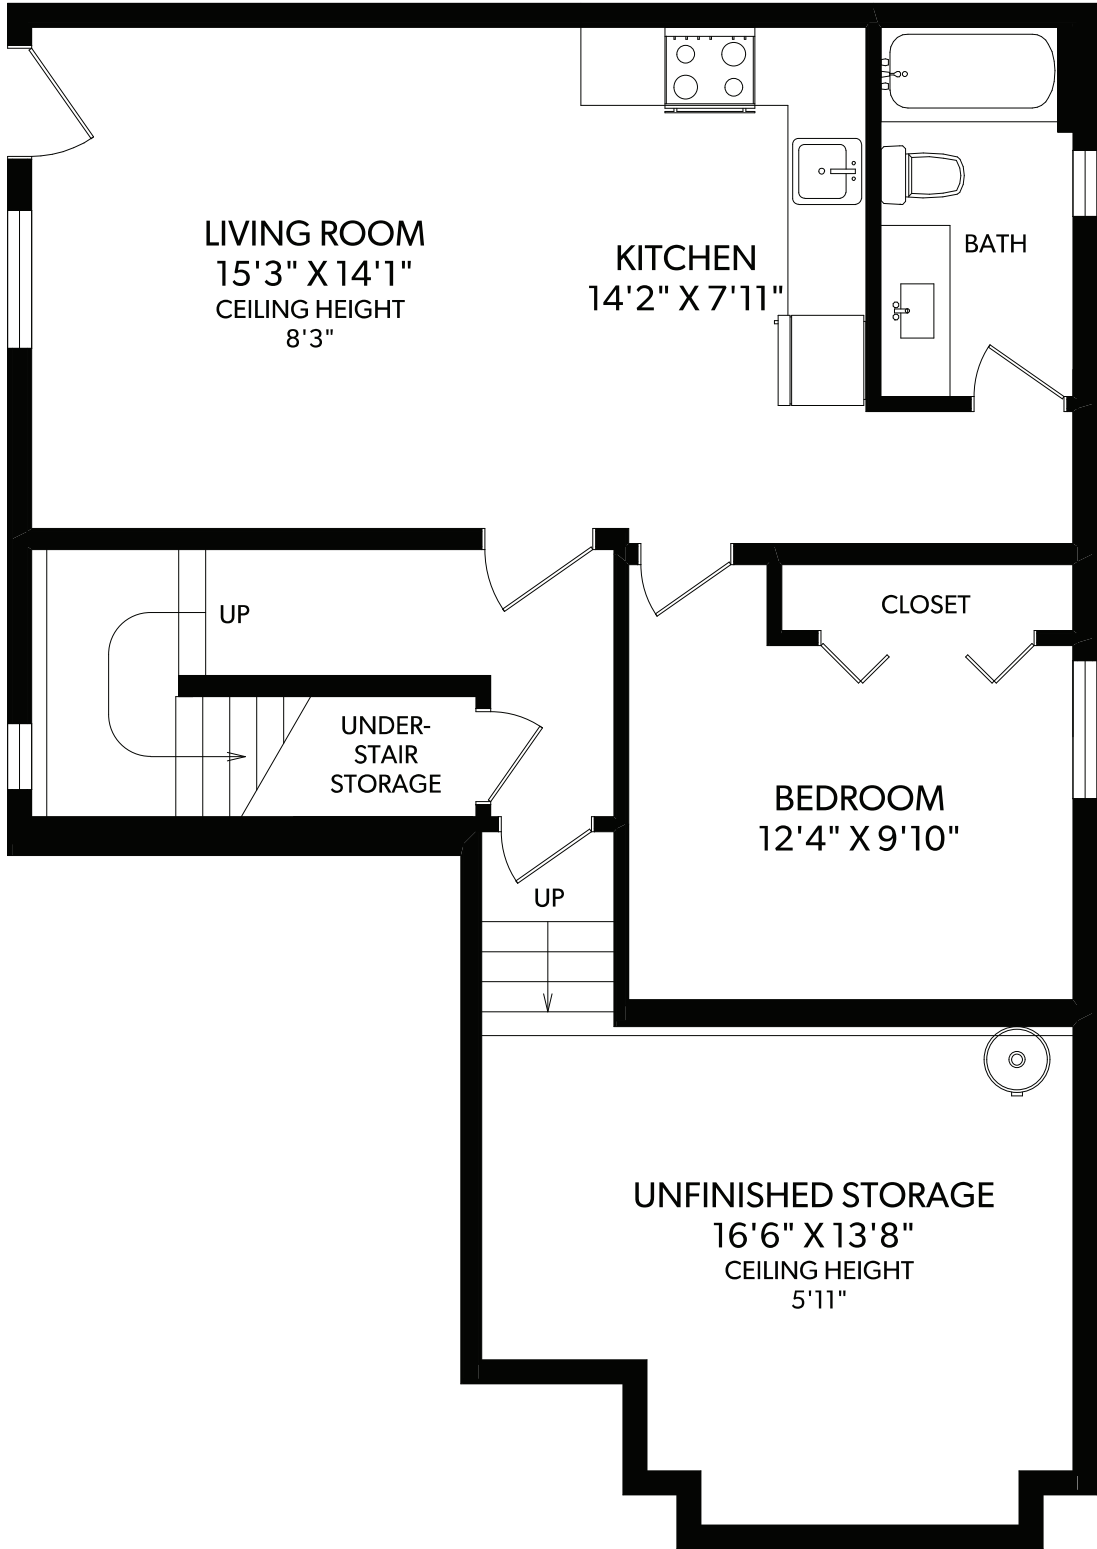 LIVING ROOM
15'3" X 14'1"
CEILING HEIGHT
8'3"
KITCHEN
14'2" X 7'11"
BATH
UP
CLOSET
UNDER-
STAIR
STORAGE
BEDROOM
12'4" X 9'10"
UP
UNFINISHED STORAGE
16'6" X 13'8"
CEILING HEIGHT
5'11"